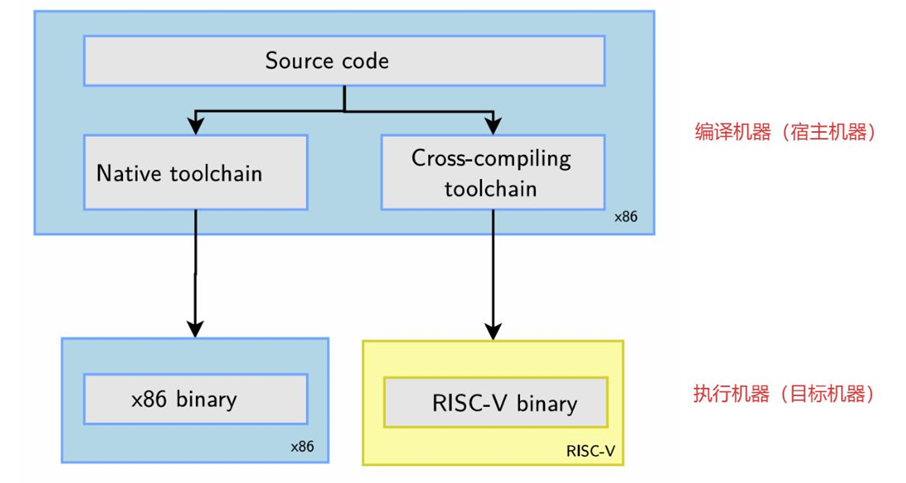 Source code
编译机器（宿主机器）
Native toolchain
Cross-compiling
toolchain
x86
x86 binary
x86
RISC-V binary
RISC-V
执行机器（目标机器）